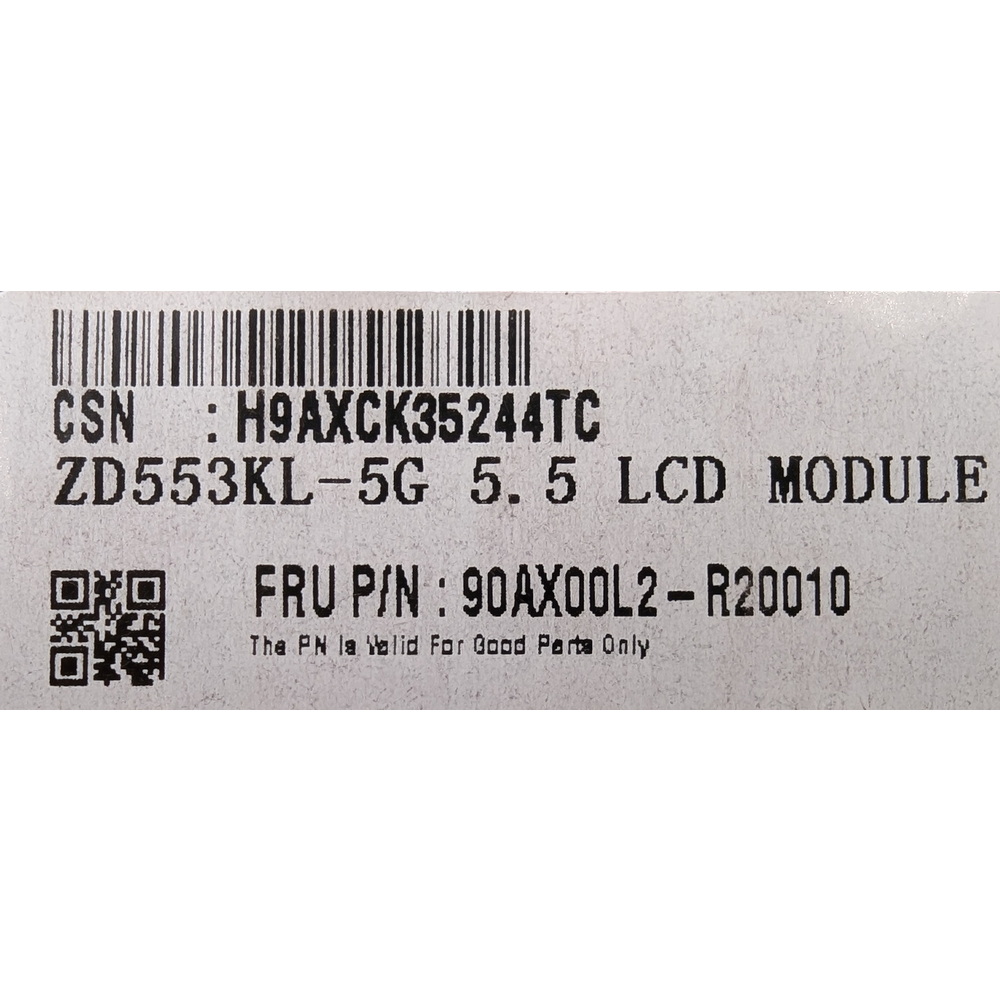 CSN : H9AXCK35244TC
ZD553KL-5G 5.5 LCD MODULE
FRU P/N : 90AX00L2-R20010
The PN Is Valid For Good Parts Only